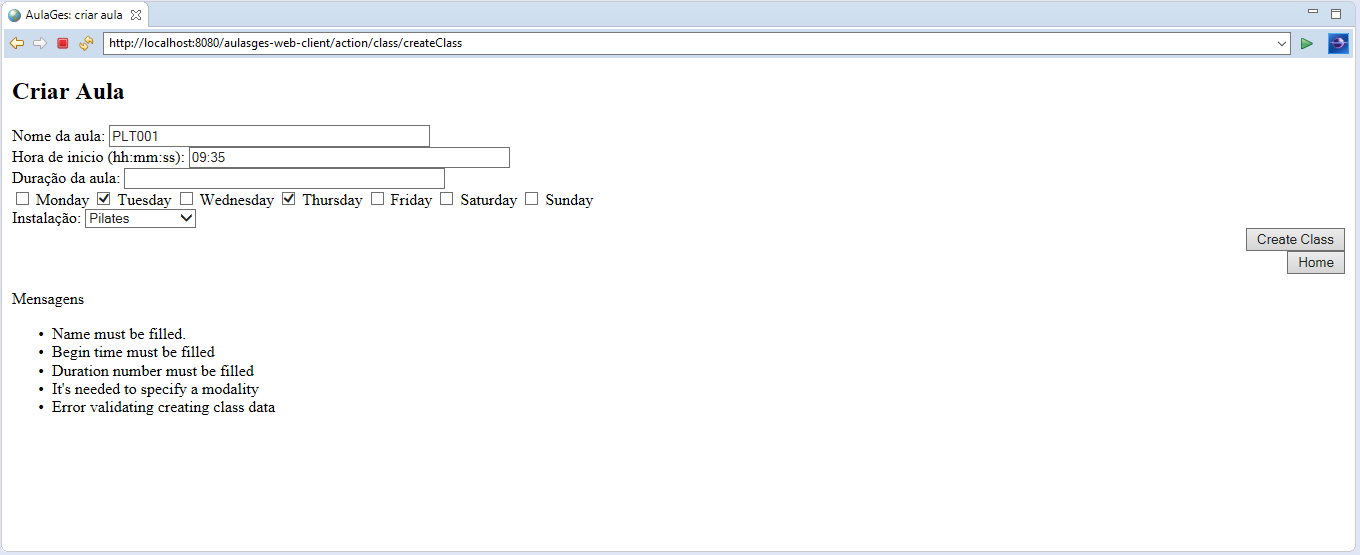 AulaGes: criar aula
http://localhost:8080/aulasges-web-client/action/class/createClass
Criar Aula
Nome da aula: PLT001
Hora de inicio (hh:mm:ss): 09:35
Duração da aula:
Monday Tuesday Wednesday Thursday Friday Saturday Sunday
Instalação: Pilates
Create Class
Home
Mensagens
• Name must be filled.
• Begin time must be filled
• Duration number must be filled
• It's needed to specify a modality
• Error validating creating class data